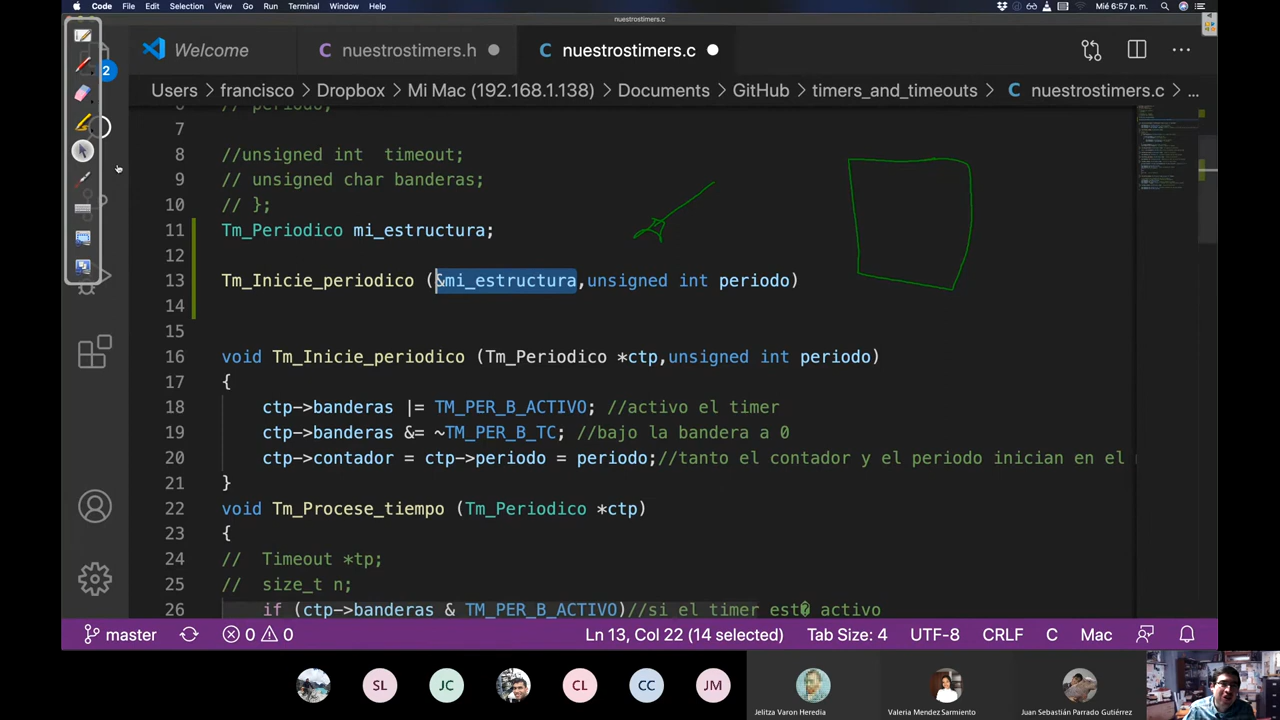 Code File Edit Selection View Go Run Terminal Window Help Mié 6:57 p. m.
nuestrostimers.c
Welcome nuestrostimers.h nuestrostimers.c
2
Users > francisco > Dropbox > Mi Mac (192.168.1.138) > Documents > GitHub > timers_and_timeouts > C nuestrostimers.c > ...
6 // periodo;
7
8 //unsigned int timeout;
9 // unsigned char banderas;
10 // };
11 Tm_Periodico mi_estructura;
12
13 Tm_Inicie_periodico (&mi_estructura,unsigned int periodo)
14
15
16 void Tm_Inicie_periodico (Tm_Periodico *ctp,unsigned int periodo)
17 {
18 ctp->banderas |= TM_PER_B_ACTIVO; //activo el timer
19 ctp->banderas &= ~TM_PER_B_TC; //bajo la bandera a 0
20 ctp->contador = ctp->periodo = periodo;//tanto el contador y el periodo inician en el
21 }
22 void Tm_Procese_tiempo (Tm_Periodico *ctp)
23 {
24 // Timeout *tp;
25 // size_t n;
26 if (ctp->banderas & TM_PER_B_ACTIVO)//si el timer est� activo
master 0 0 Ln 13, Col 22 (14 selected) Tab Size: 4 UTF-8 CRLF C Mac
SL JC CL CC JM
Jelitza Varon Heredia Valeria Mendez Sarmiento Juan Sebastián Parrado Gutiérrez